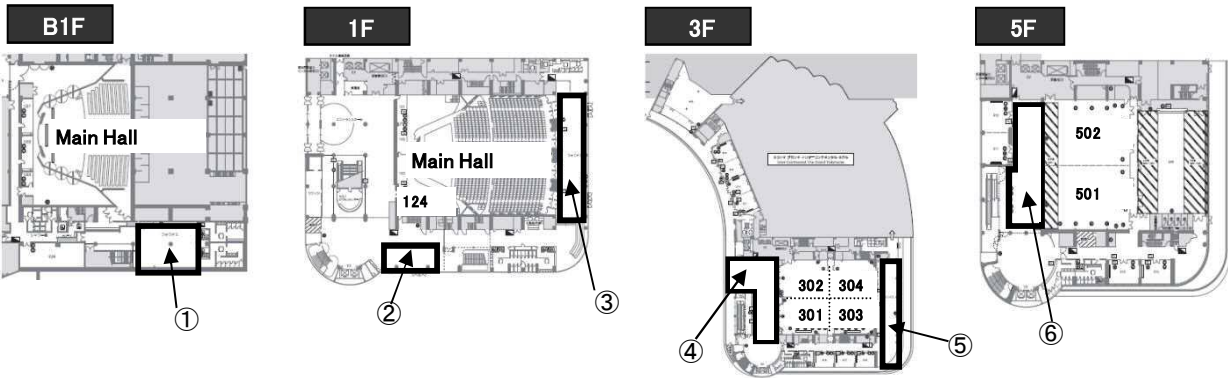 B1F
1F
3F
5F
Main Hall
Main Hall
124
①
②
③
302 304
301 303
④
⑤
502
501
⑥